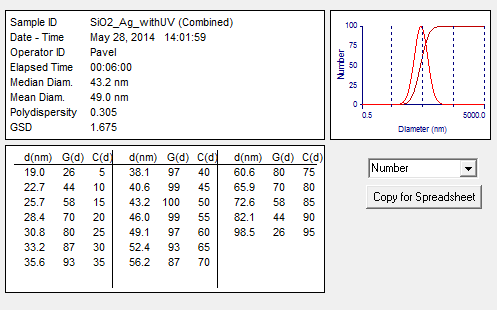 Sample ID SiO2_Ag_withUV (Combined)
Date - Time May 28, 2014 14:01:59
Operator ID Pavel
Elapsed Time 00:06:00
Median Diam. 43.2 nm
Mean Diam. 49.0 nm
Polydispersity 0.305
GSD 1.675
Number
100
75
50
25
0
0.5 5000.0
Diameter (nm)
d(nm) G(d) C(d) d(nm) G(d) C(d) d(nm) G(d) C(d)
19.0 26 5 38.1 97 40 60.6 80 75
22.7 44 10 40.6 99 45 65.9 70 80
25.7 58 15 43.2 100 50 72.6 58 85
28.4 70 20 46.0 99 55 82.1 44 90
30.8 80 25 49.1 97 60 98.5 26 95
33.2 87 30 52.4 93 65
35.6 93 35 56.2 87 70
Number
Copy for Spreadsheet